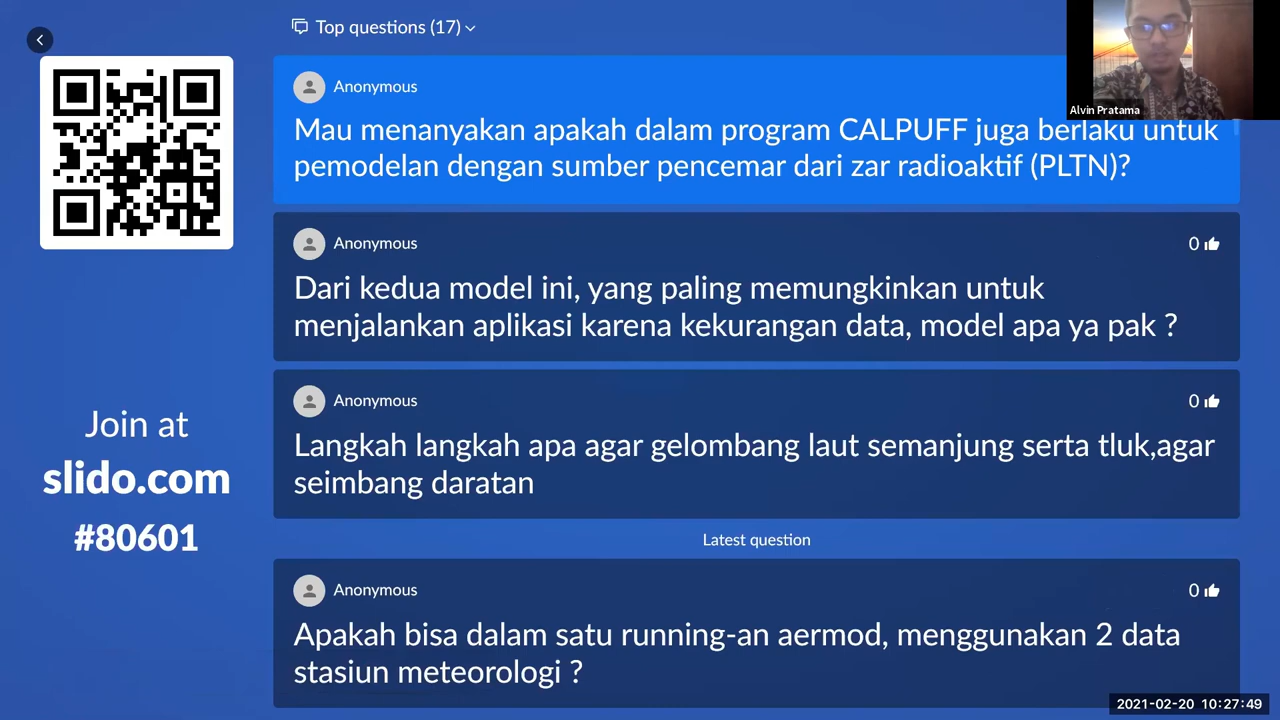 Top questions (17)
Alvin Pratama
Anonymous
Mau menanyakan apakah dalam program CALPUFF juga berlaku untuk
pemodelan dengan sumber pencemar dari zar radioaktif (PLTN)?
Anonymous
0
Dari kedua model ini, yang paling memungkinkan untuk
menjalankan aplikasi karena kekurangan data, model apa ya pak ?
Anonymous
0
Langkah langkah apa agar gelombang laut semanjung serta tluk,agar
seimbang daratan
Join at
slido.com
#80601
Latest question
Anonymous
0
Apakah bisa dalam satu running-an aermod, menggunakan 2 data
stasiun meteorologi ?
2021-02-20 10:27:49